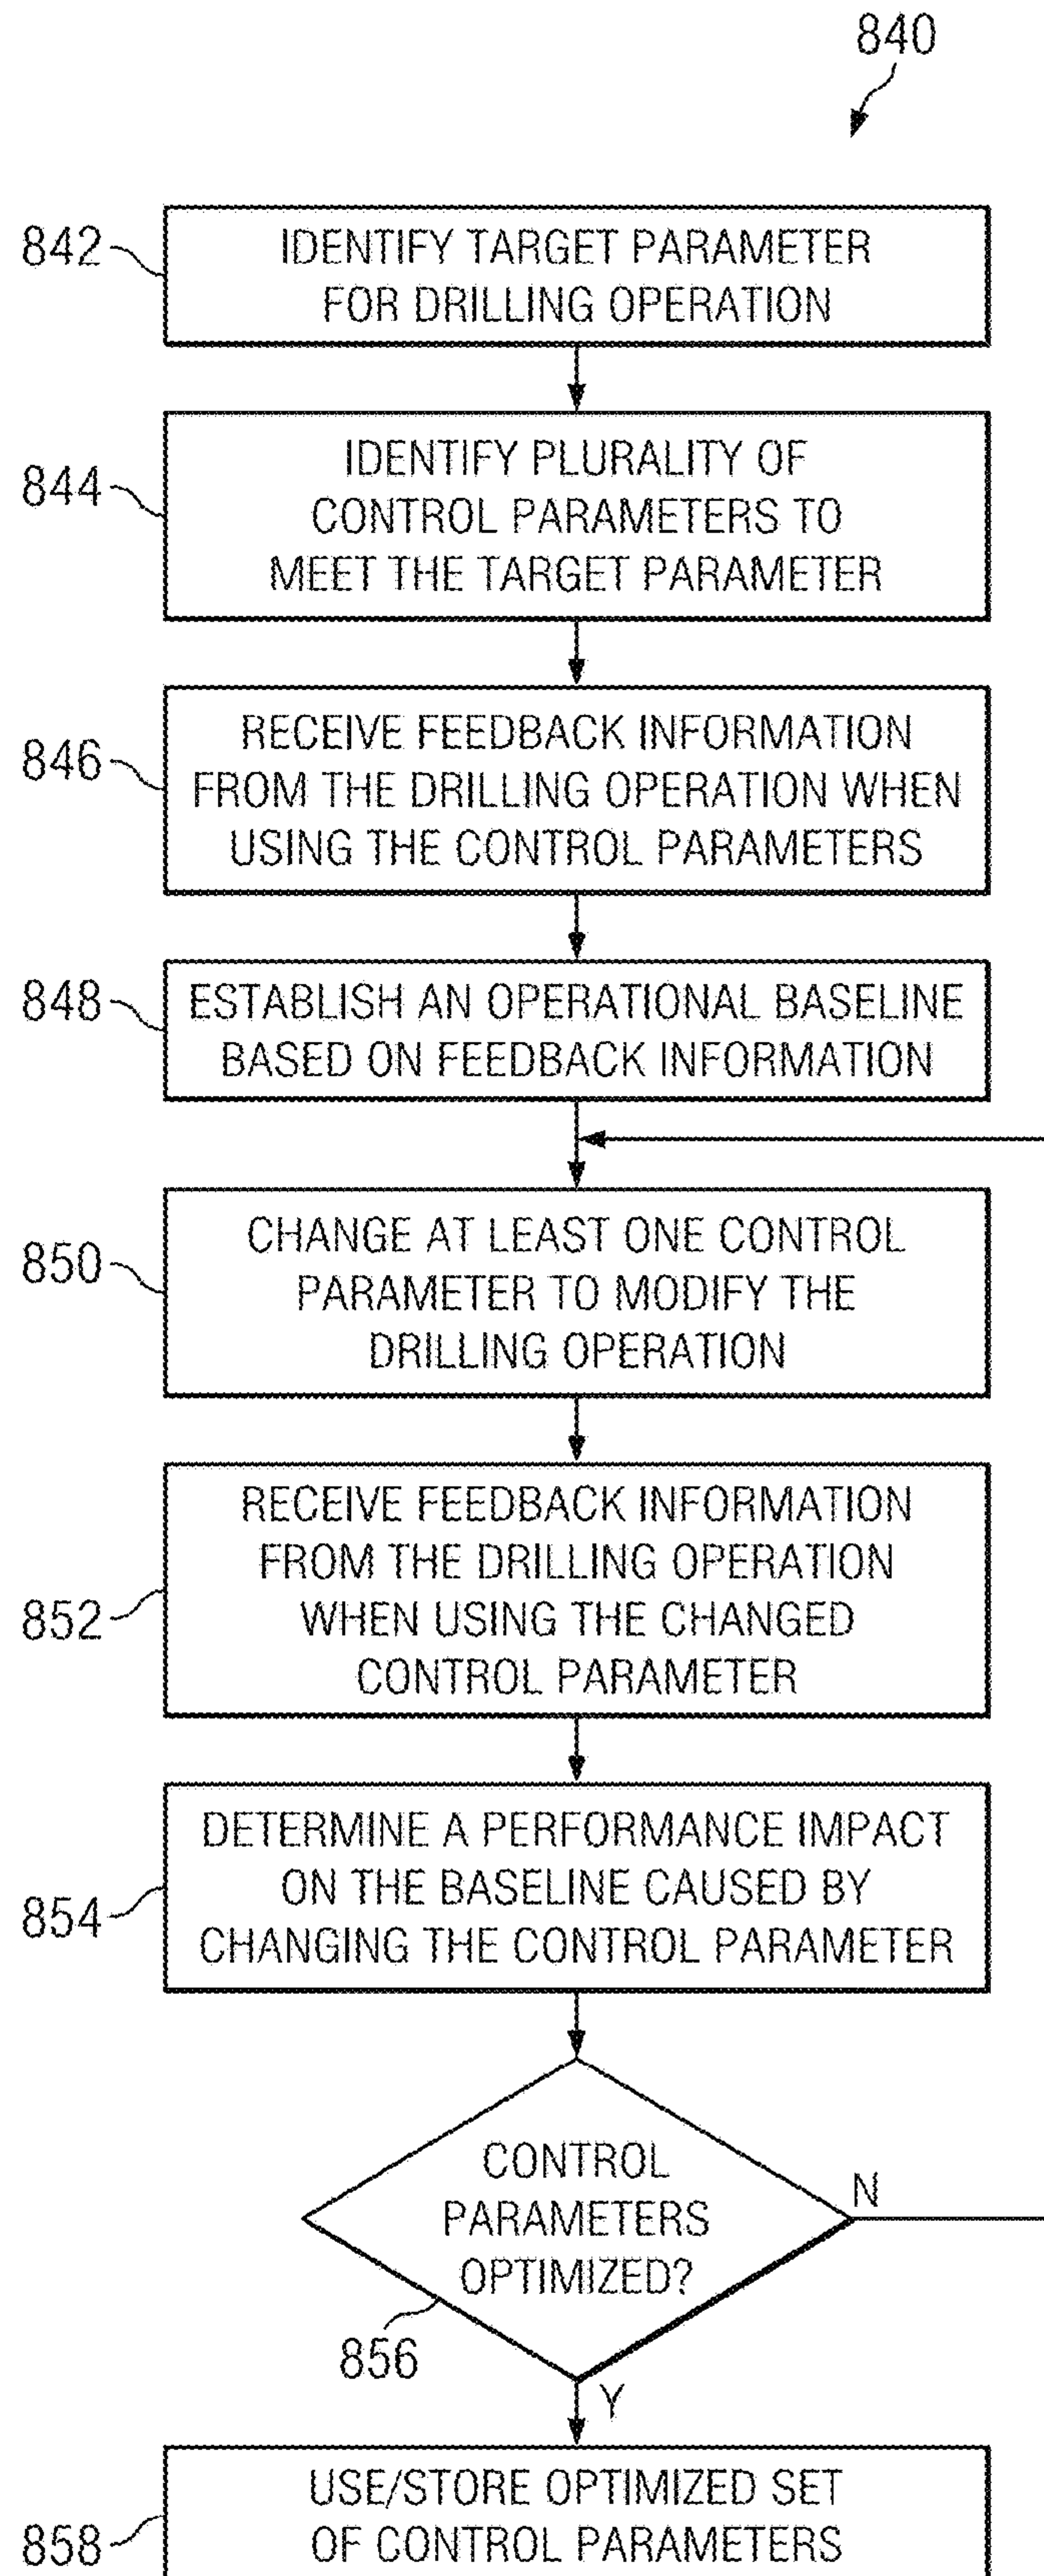 840
842
IDENTIFY TARGET PARAMETER
FOR DRILLING OPERATION
844
IDENTIFY PLURALITY OF
CONTROL PARAMETERS TO
MEET THE TARGET PARAMETER
846
RECEIVE FEEDBACK INFORMATION
FROM THE DRILLING OPERATION WHEN
USING THE CONTROL PARAMETERS
848
ESTABLISH AN OPERATIONAL BASELINE
BASED ON FEEDBACK INFORMATION
850
CHANGE AT LEAST ONE CONTROL
PARAMETER TO MODIFY THE
DRILLING OPERATION
852
RECEIVE FEEDBACK INFORMATION
FROM THE DRILLING OPERATION
WHEN USING THE CHANGED
CONTROL PARAMETER
854
DETERMINE A PERFORMANCE IMPACT
ON THE BASELINE CAUSED BY
CHANGING THE CONTROL PARAMETER
CONTROL
PARAMETERS
OPTIMIZED?
N
856
Y
858
USE/STORE OPTIMIZED SET
OF CONTROL PARAMETERS